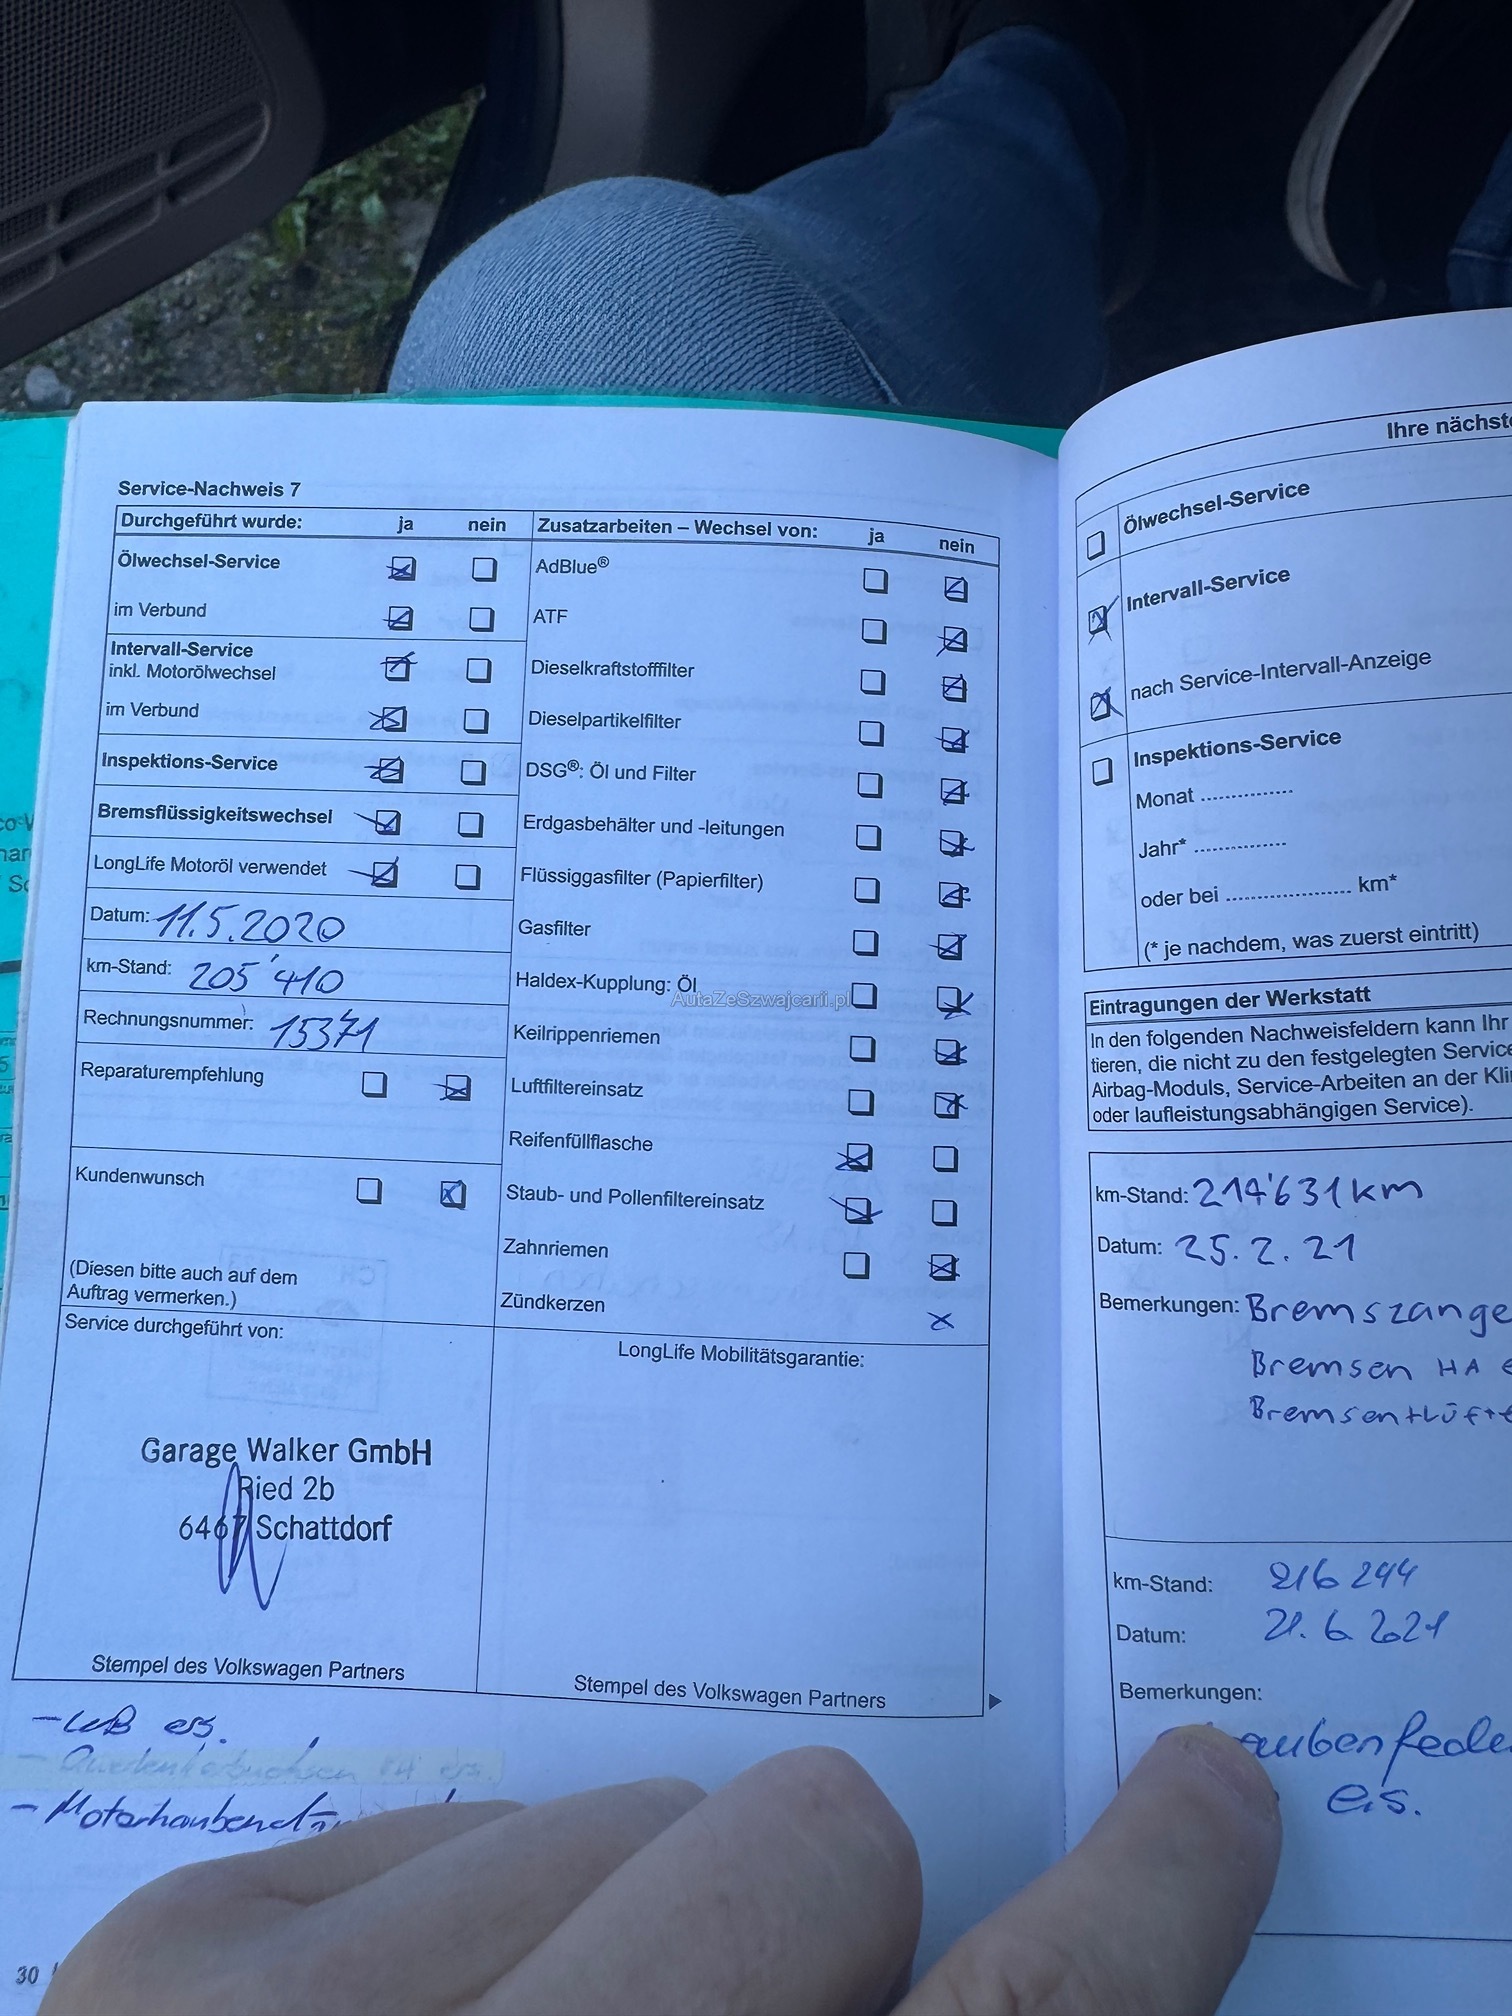 Service-Nachweis 7
Durchgeführt wurde: ja nein
Ölwechsel-Service
im Verbund
Intervall-Service
inkl. Motorölwechsel
im Verbund
Inspektions-Service
Bremsflüssigkeitswechsel
LongLife Motoröl verwendet
Datum: 11.5.2020
km-Stand: 205'410
Rechnungsnummer: 15371
Reparaturempfehlung
Kundenwunsch
(Diesen bitte auch auf dem
Auftrag vermerken.)
Service durchgeführt von:
Garage Walker GmbH
Ried 2b
6467 Schattdorf
Stempel des Volkswagen Partners
Zusatzarbeiten – Wechsel von: ja nein
AdBlue®
ATF
Dieselkraftstofffilter
Dieselpartikelfilter
DSG®: Öl und Filter
Erdgasbehälter und -leitungen
Flüssiggasfilter (Papierfilter)
Gasfilter
Haldex-Kupplung: Öl
AutaZeSzwajcarii.pl
Keilrippenriemen
Luftfiltereinsatz
Reifenfüllflasche
Staub- und Pollenfiltereinsatz
Zahnriemen
Zündkerzen
LongLife Mobilitätsgarantie:
Stempel des Volkswagen Partners
ers.
30
Ihre nächste
Ölwechsel-Service
Intervall-Service
nach Service-Intervall-Anzeige
Inspektions-Service
Monat
Jahr*
oder bei km*
(* je nachdem, was zuerst eintritt)
Eintragungen der Werkstatt
In den folgenden Nachweisfeldern kann Ihr
tieren, die nicht zu den festgelegten Service
Airbag-Moduls, Service-Arbeiten an der Kli
oder laufleistungsabhängigen Service).
km-Stand: 214'631km
Datum: 25.2.21
Bemerkungen: Bremszange
Bremsen HA
Bremsentlüfte
km-Stand: 216 244
Datum: 21.6.2021
Bemerkungen:
aubenfede